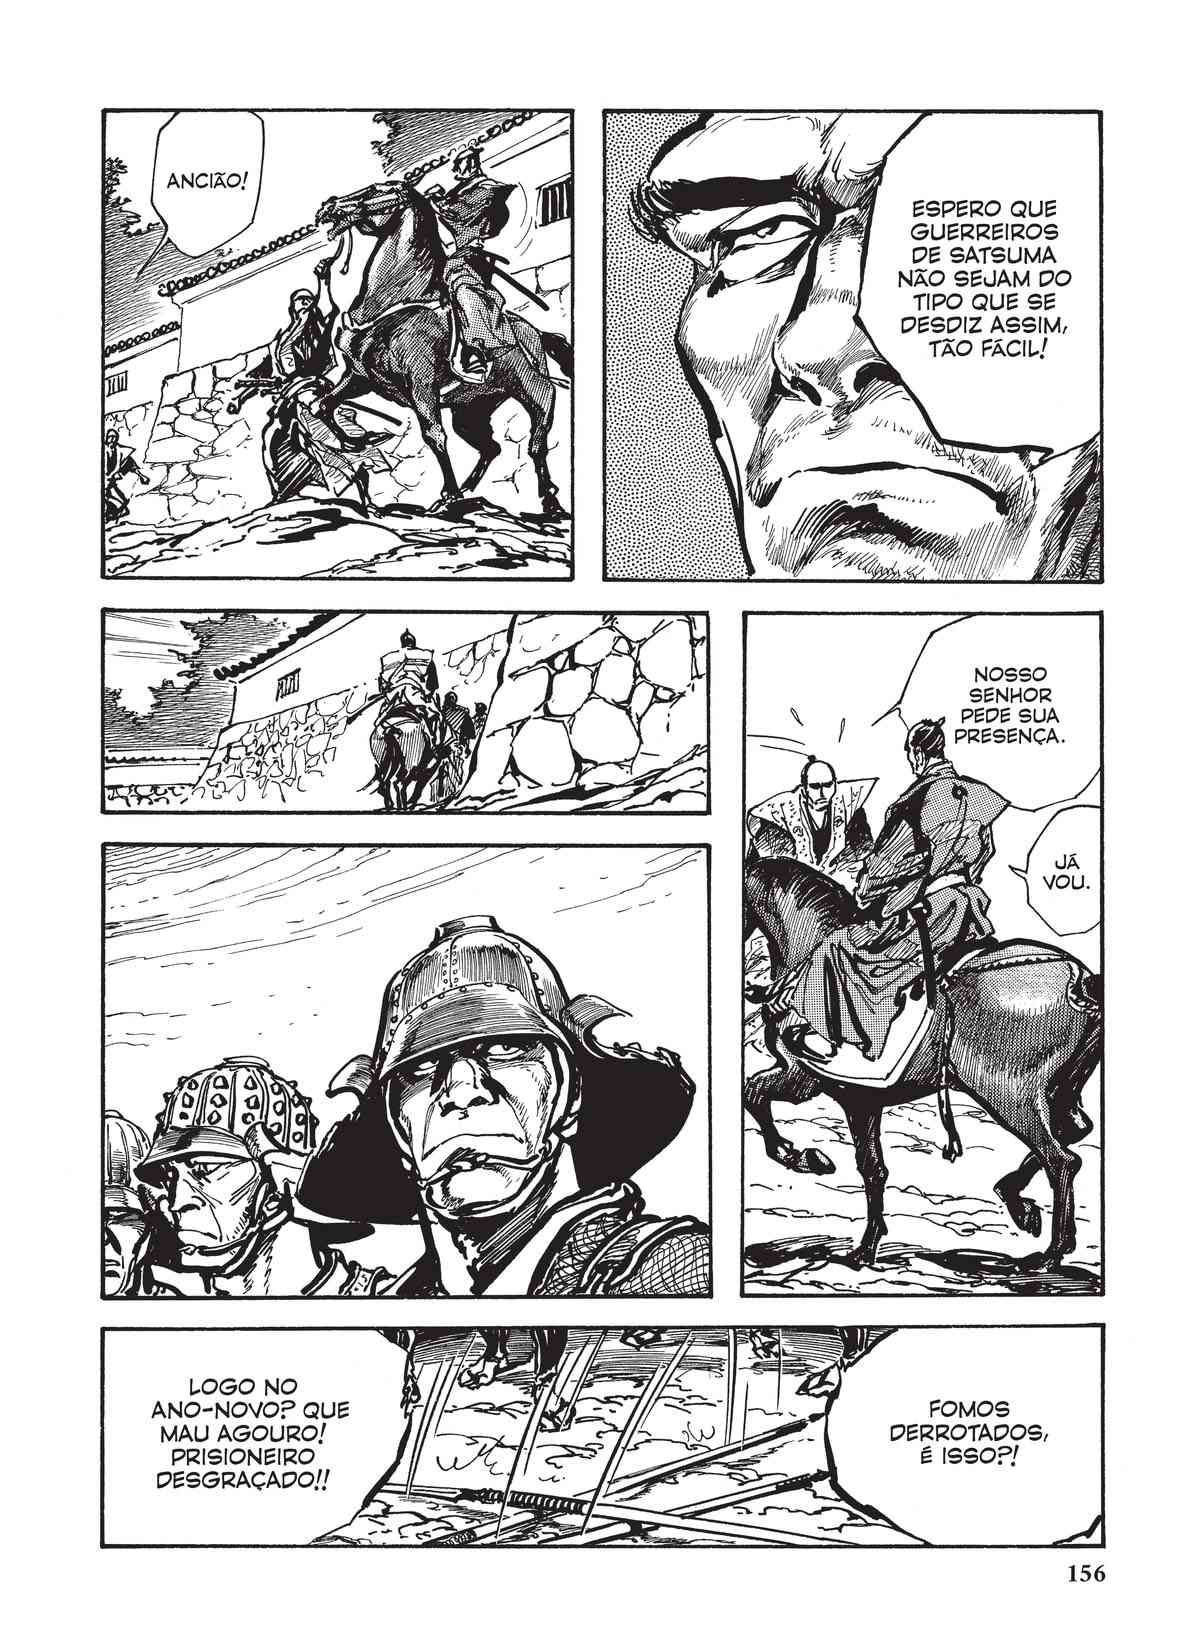 ESPERO QUE
GUERREIROS
DE SATSUMA
NÃO SEJAM DO
TIPO QUE SE
DESDIZ ASSIM,
TÃO FÁCIL!
ANCIÃO!
NOSSO
SENHOR
PEDE SUA
PRESENÇA.
JÁ
VOU.
FOMOS
DERROTADOS,
É ISSO?!
LOGO NO
ANO-NOVO? QUE
MAU AGOURO!
PRISIONEIRO
DESGRAÇADO!!
156